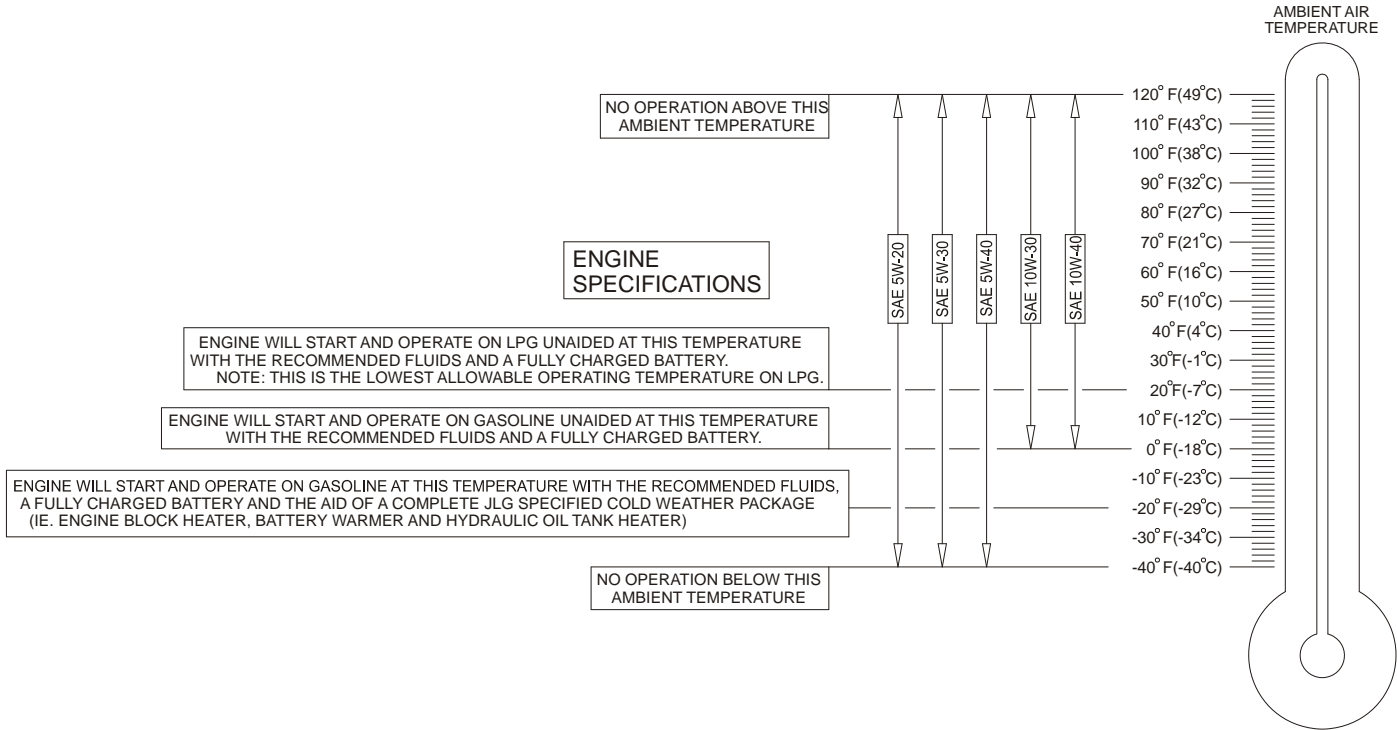 AMBIENT AIR
TEMPERATURE
NO OPERATION ABOVE THIS
AMBIENT TEMPERATURE
120° F(49°C)
110° F(43°C)
100° F(38°C)
90° F(32°C)
80° F(27°C)
70° F(21°C)
60° F(16°C)
50° F(10°C)
40°F(4°C)
30°F(-1°C)
20°F(-7°C)
10° F(-12°C)
0° F(-18°C)
-10° F(-23°C)
-20° F(-29°C)
-30° F(-34°C)
-40° F(-40°C)
SAE 5W-20
SAE 5W-30
SAE 5W-40
SAE 10W-30
SAE 10W-40
ENGINE
SPECIFICATIONS
ENGINE WILL START AND OPERATE ON LPG UNAIDED AT THIS TEMPERATURE
WITH THE RECOMMENDED FLUIDS AND A FULLY CHARGED BATTERY.
NOTE: THIS IS THE LOWEST ALLOWABLE OPERATING TEMPERATURE ON LPG.
ENGINE WILL START AND OPERATE ON GASOLINE UNAIDED AT THIS TEMPERATURE
WITH THE RECOMMENDED FLUIDS AND A FULLY CHARGED BATTERY.
ENGINE WILL START AND OPERATE ON GASOLINE AT THIS TEMPERATURE WITH THE RECOMMENDED FLUIDS,
A FULLY CHARGED BATTERY AND THE AID OF A COMPLETE JLG SPECIFIED COLD WEATHER PACKAGE
(IE. ENGINE BLOCK HEATER, BATTERY WARMER AND HYDRAULIC OIL TANK HEATER)
NO OPERATION BELOW THIS
AMBIENT TEMPERATURE